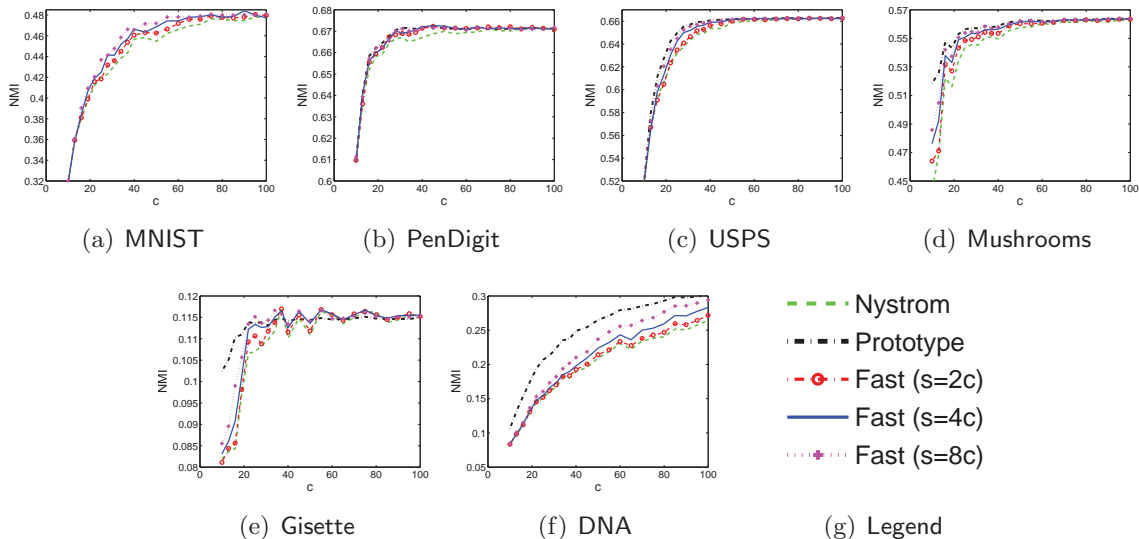 0.48
0.46
0.44
0.42
0.4
0.38
0.36
0.34
0.32
NMI
0 20 40 60 80 100
c
(a) MNIST
0.68
0.67
0.66
0.65
0.64
0.63
0.62
0.61
0.6
NMI
0 20 40 60 80 100
c
(b) PenDigit
0.66
0.64
0.62
0.6
0.58
0.56
0.54
0.52
NMI
0 20 40 60 80 100
c
(c) USPS
0.57
0.55
0.53
0.51
0.49
0.47
0.45
NMI
0 20 40 60 80 100
c
(d) Mushrooms
0.12
0.115
0.11
0.105
0.1
0.095
0.09
0.085
0.08
NMI
0 20 40 60 80 100
c
(e) Gisette
0.3
0.25
0.2
0.15
0.1
0.05
NMI
0 20 40 60 80 100
c
(f) DNA
Nystrom
Prototype
Fast (s=2c)
Fast (s=4c)
Fast (s=8c)
(g) Legend